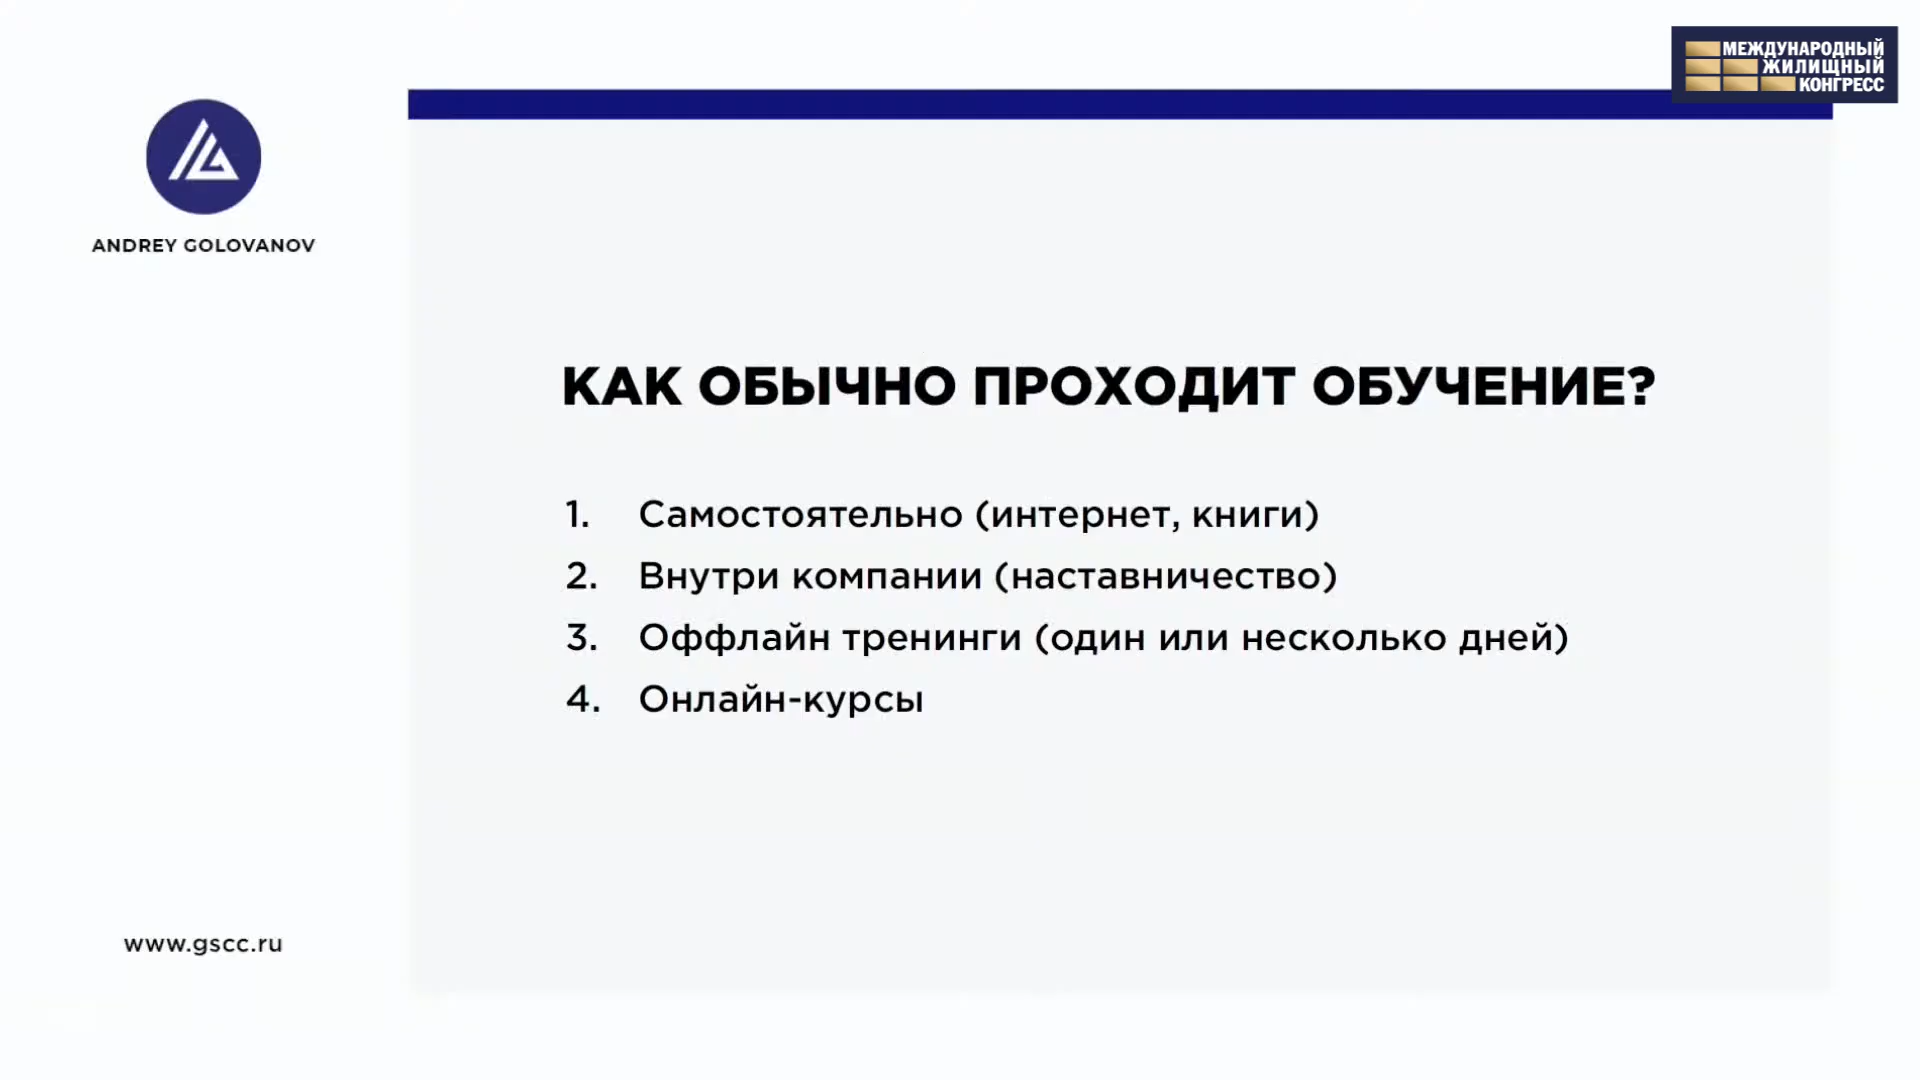 МЕЖДУНАРОДНЫЙ
ЖИЛИЩНЫЙ
КОНГРЕСС
ANDREY GOLOVANOV
КАК ОБЫЧНО ПРОХОДИТ ОБУЧЕНИЕ?
1. Самостоятельно (интернет, книги)
2. Внутри компании (наставничество)
3. Оффлайн тренинги (один или несколько дней)
4. Онлайн-курсы
www.gscc.ru